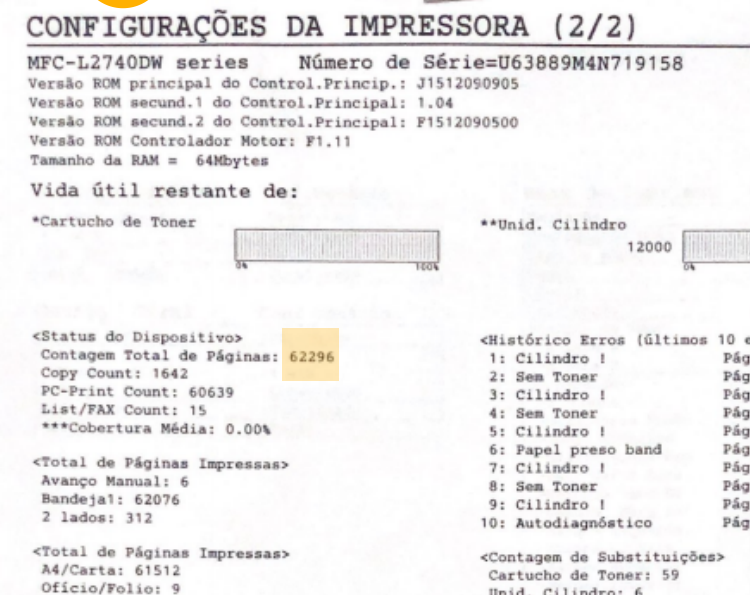 CONFIGURAÇÕES DA IMPRESSORA (2/2)
MFC-L2740DW series Número de Série=U63889M4N719158
Versão ROM principal do Control.Princip.: J1512090905
Versão ROM secund.1 do Control.Principal: 1.04
Versão ROM secund.2 do Control.Principal: F1512090500
Versão ROM Controlador Motor: F1.11
Tamanho da RAM = 64Mbytes
Vida útil restante de:
*Cartucho de Toner
0% 100%
**Unid. Cilindro
12000
0%
<Status do Dispositivo>
Contagem Total de Páginas: 62296
Copy Count: 1642
PC-Print Count: 60639
List/FAX Count: 15
***Cobertura Média: 0.00%
<Total de Páginas Impressas>
Avanço Manual: 6
Bandeja1: 62076
2 lados: 312
<Total de Páginas Impressas>
A4/Carta: 61512
Ofício/Folio: 9
<Histórico Erros (últimos 10 e
1: Cilindro ! Pág
2: Sem Toner Pág
3: Cilindro ! Pág
4: Sem Toner Pág
5: Cilindro ! Pág
6: Papel preso band Pág
7: Cilindro ! Pág
8: Sem Toner Pág
9: Cilindro ! Pág
10: Autodiagnóstico Pág
<Contagem de Substituições>
Cartucho de Toner: 59
Unid. Cilindro: 6